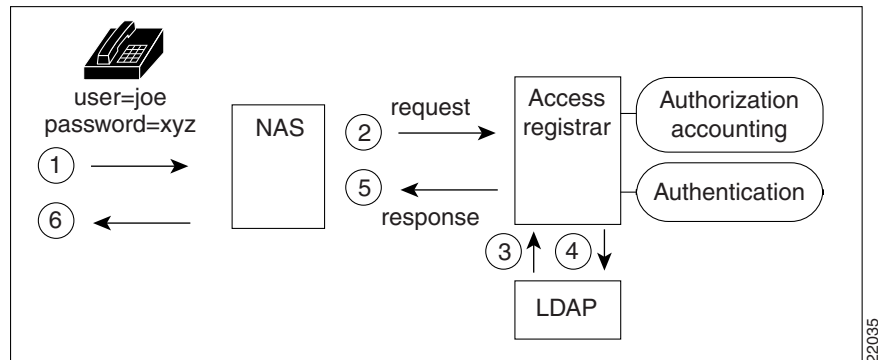 user=joe
password=xyz
1
6
NAS
2
request
5
response
Access
registrar
Authorization
accounting
Authentication
3
4
LDAP
22035